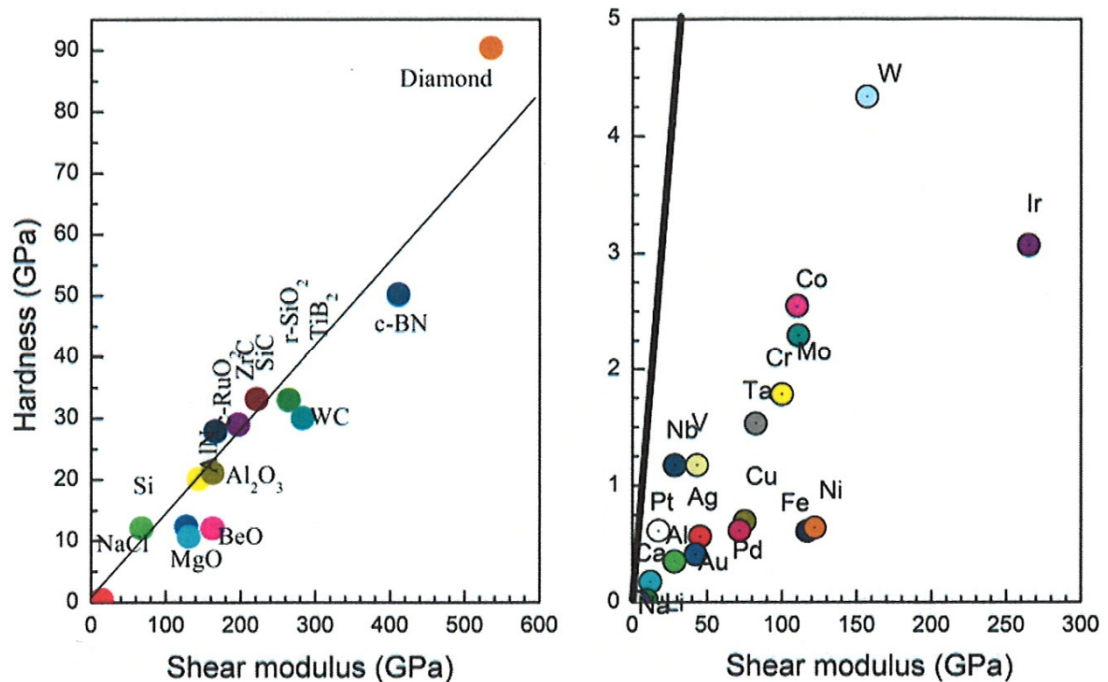 90
80
70
60
50
40
30
20
10
0
Hardness (GPa)
Diamond
c-BN
r-SiO2
TiB2
SiC
ZrC
c-RuO2
WC
Al2O3
Si
BeO
NaCl
MgO
0 100 200 300 400 500 600
Shear modulus (GPa)
5
4
3
2
1
0
W
Ir
Co
Mo
Cr
Ta
Nb
V
Cu
Pt
Ag
Fe
Ni
Ca
Al
Pd
Au
Na
Li
0 50 100 150 200 250 300
Shear modulus (GPa)